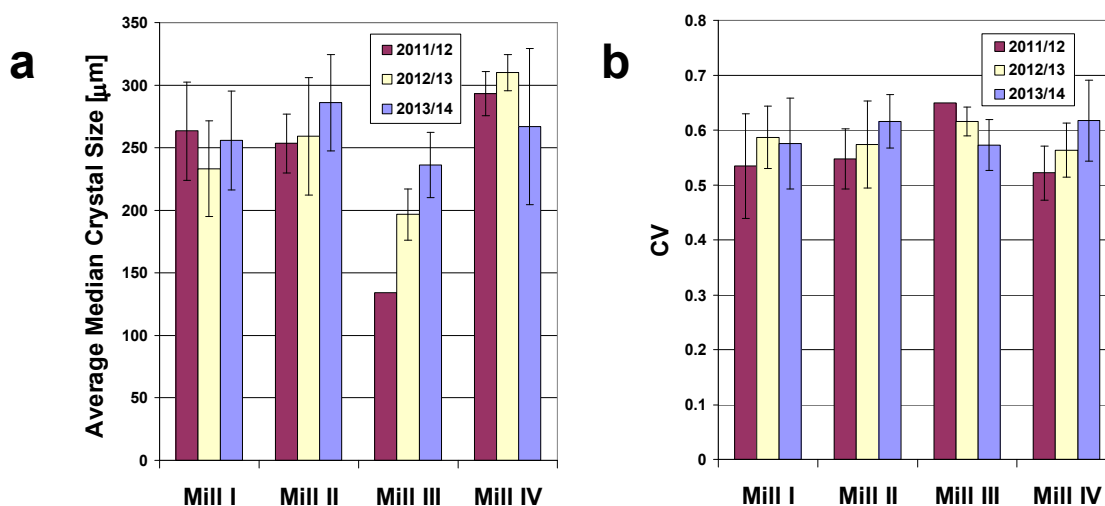 a
Average Median Crystal Size [μm]
350
300
250
200
150
100
50
0
2011/12
2012/13
2013/14
Mill I
Mill II
Mill III
Mill IV
b
CV
0.8
0.7
0.6
0.5
0.4
0.3
0.2
0.1
0
2011/12
2012/13
2013/14
Mill I
Mill II
Mill III
Mill IV